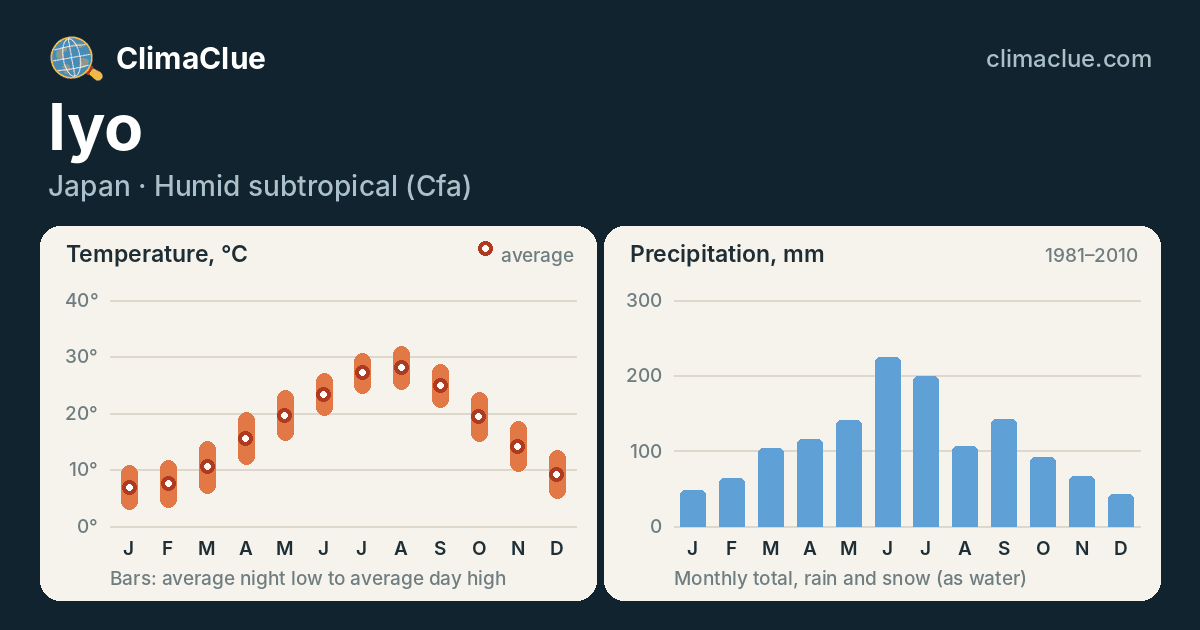 ClimaClue
climaclue.com
Iyo
Japan · Humid subtropical (Cfa)
Temperature, °C
average
40°
30°
20°
10°
0°
J F M A M J J A S O N D
Bars: average night low to average day high
Precipitation, mm
1981–2010
300
200
100
0
J F M A M J J A S O N D
Monthly total, rain and snow (as water)